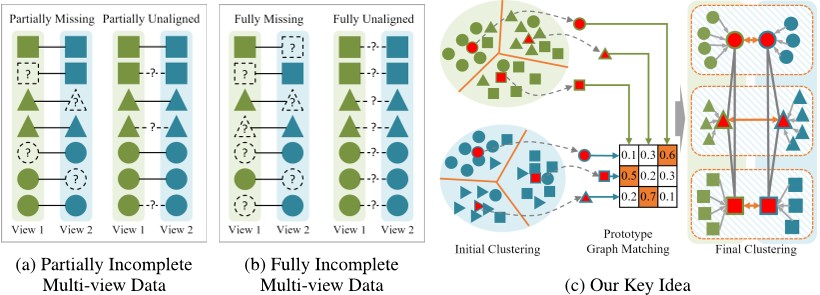 Partially Missing Partially Unaligned
?
-?-
?
?
-?-
?
?
-?-
View 1 View 2 View 1 View 2
(a) Partially Incomplete
Multi-view Data
Fully Missing Fully Unaligned
?
-?-
?
-?-
?
-?-
?
-?-
?
-?-
?
-?-
?
-?-
View 1 View 2 View 1 View 2
(b) Fully Incomplete
Multi-view Data
0.1 0.3 0.6
0.5 0.2 0.3
0.2 0.7 0.1
Initial Clustering
Prototype
Graph Matching
Final Clustering
(c) Our Key Idea